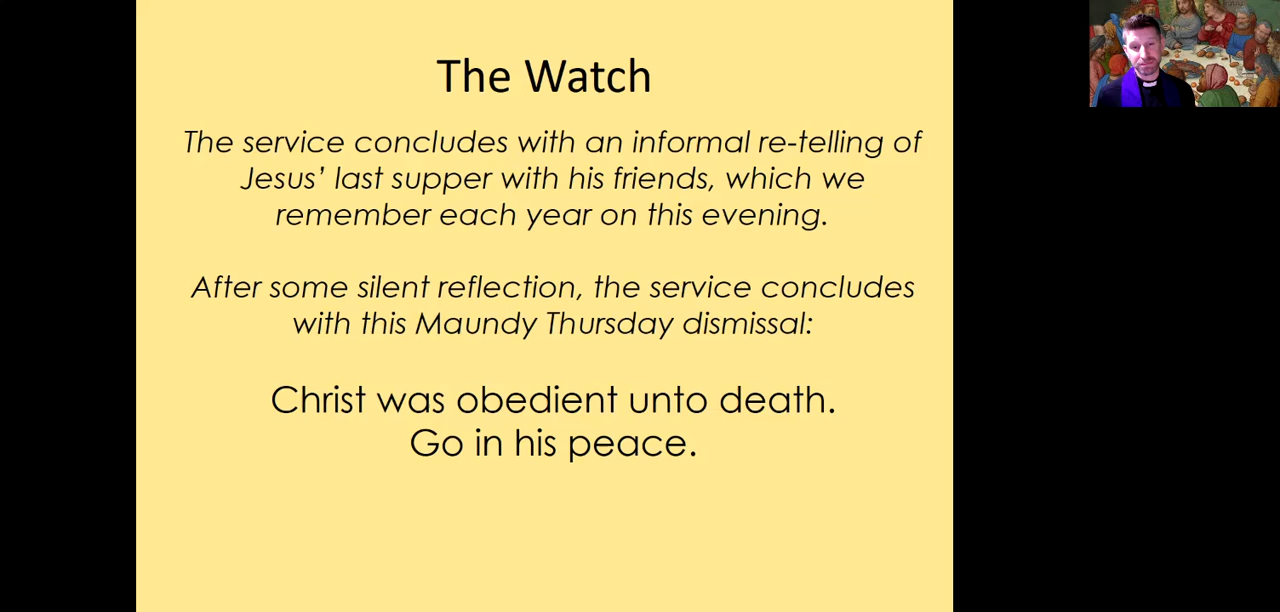 The Watch
The service concludes with an informal re-telling of
Jesus’ last supper with his friends, which we
remember each year on this evening.
After some silent reflection, the service concludes
with this Maundy Thursday dismissal:
Christ was obedient unto death.
Go in his peace.